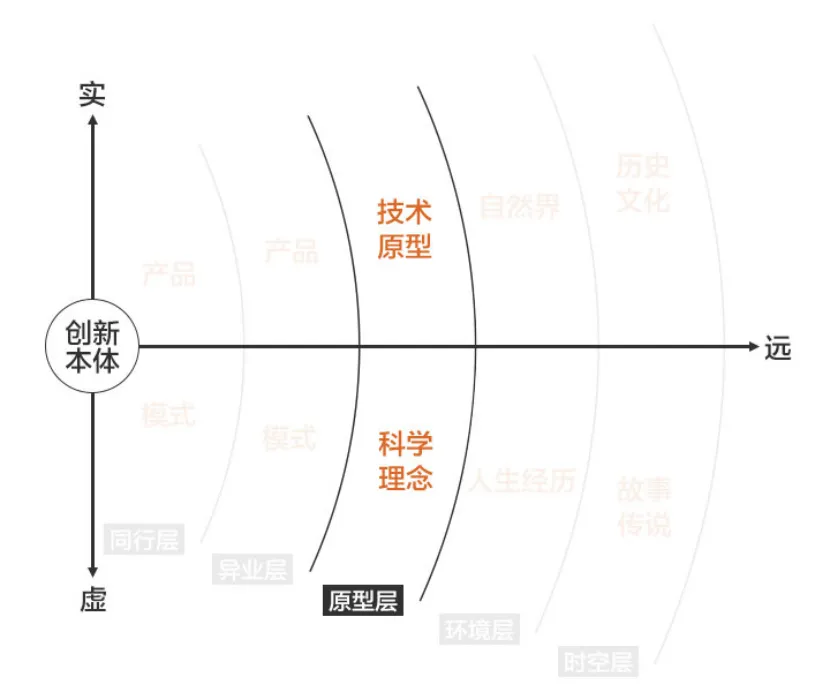 实
历史
文化
技术
原型
自然界
产品
产品
创新
本体
远
模式
模式
科学
理念
人生经历
故事
传说
同行层
异业层
原型层
环境层
时空层
虚